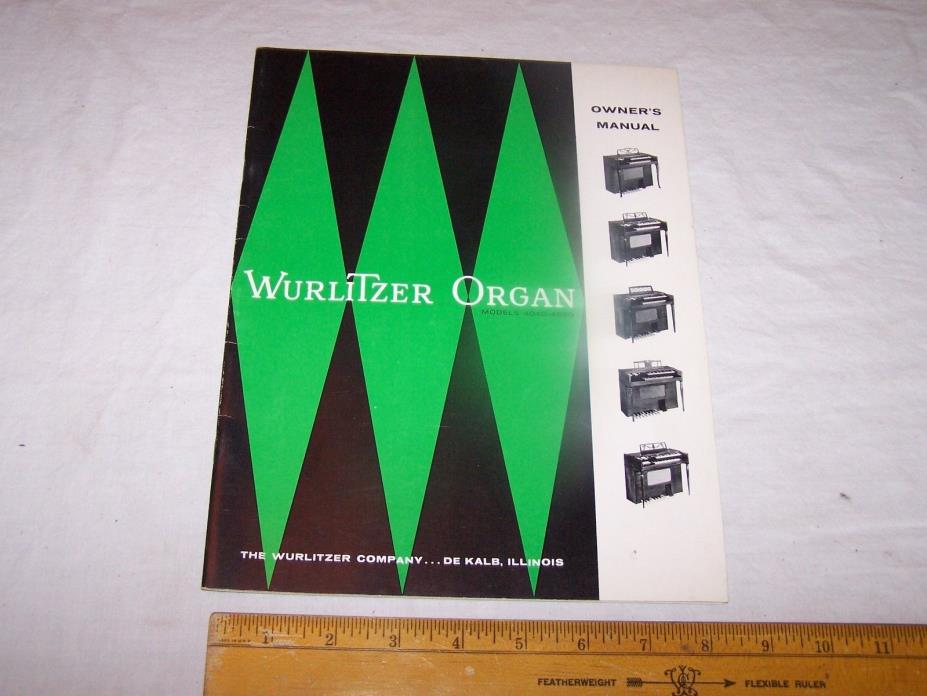 OWNER'S
MANUAL
WURLITZER ORGAN
MODELS
THE WURLITZER COMPANY... DE KALB, ILLINOIS
1 2 3 4 5 6 7 8 9 10 11
FEATHERWEIGHT FLEXIBLE RULER